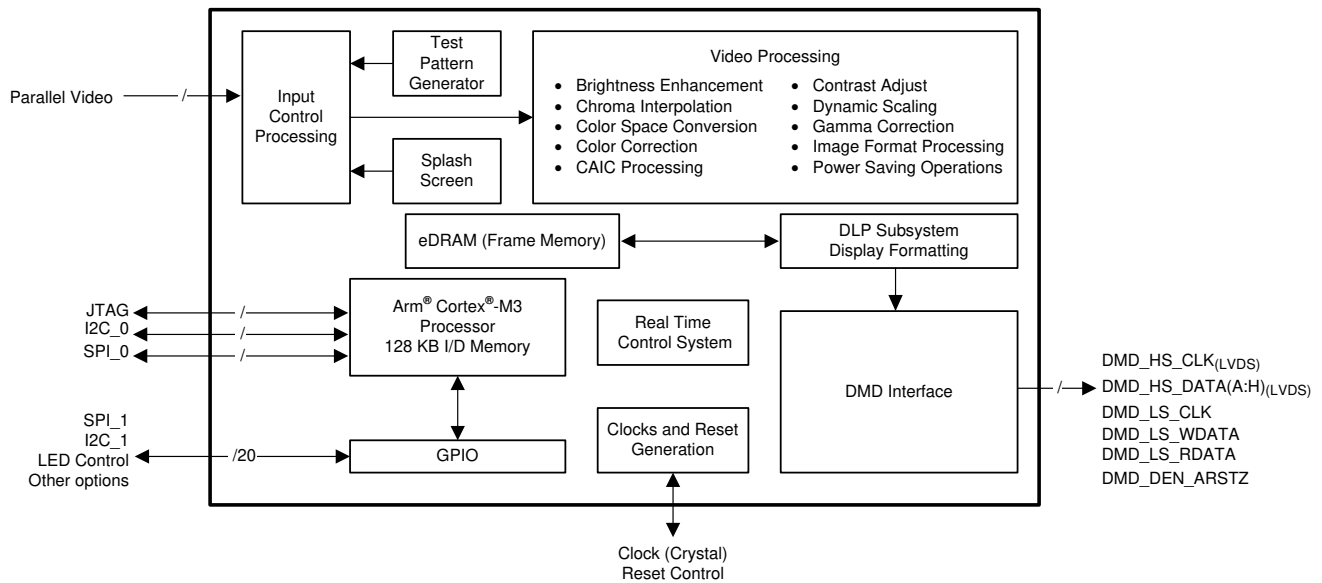 Test
Pattern
Generator
Video Processing
• Brightness Enhancement
• Chroma Interpolation
• Color Space Conversion
• Color Correction
• CAIC Processing
• Contrast Adjust
• Dynamic Scaling
• Gamma Correction
• Image Format Processing
• Power Saving Operations
Parallel Video
/
Input
Control
Processing
Splash
Screen
eDRAM (Frame Memory)
DLP Subsystem
Display Formatting
JTAG
/
I2C_0
/
SPI_0
/
Arm® Cortex®-M3
Processor
128 KB I/D Memory
Real Time
Control System
DMD Interface
/
DMD_HS_CLK(LVDS)
DMD_HS_DATA(A:H)(LVDS)
DMD_LS_CLK
DMD_LS_WDATA
DMD_LS_RDATA
DMD_DEN_ARSTZ
SPI_1
I2C_1
LED Control
Other options
/20
GPIO
Clocks and Reset
Generation
Clock (Crystal)
Reset Control